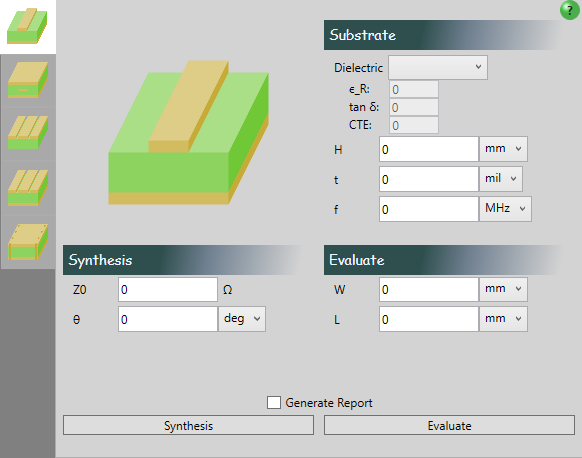 ?
Substrate
Dielectric
ϵ_R: 0
tan δ: 0
CTE: 0
H 0 mm
t 0 mil
f 0 MHz
Synthesis
Z0 0 Ω
θ 0 deg
Evaluate
W 0 mm
L 0 mm
Generate Report
Synthesis
Evaluate